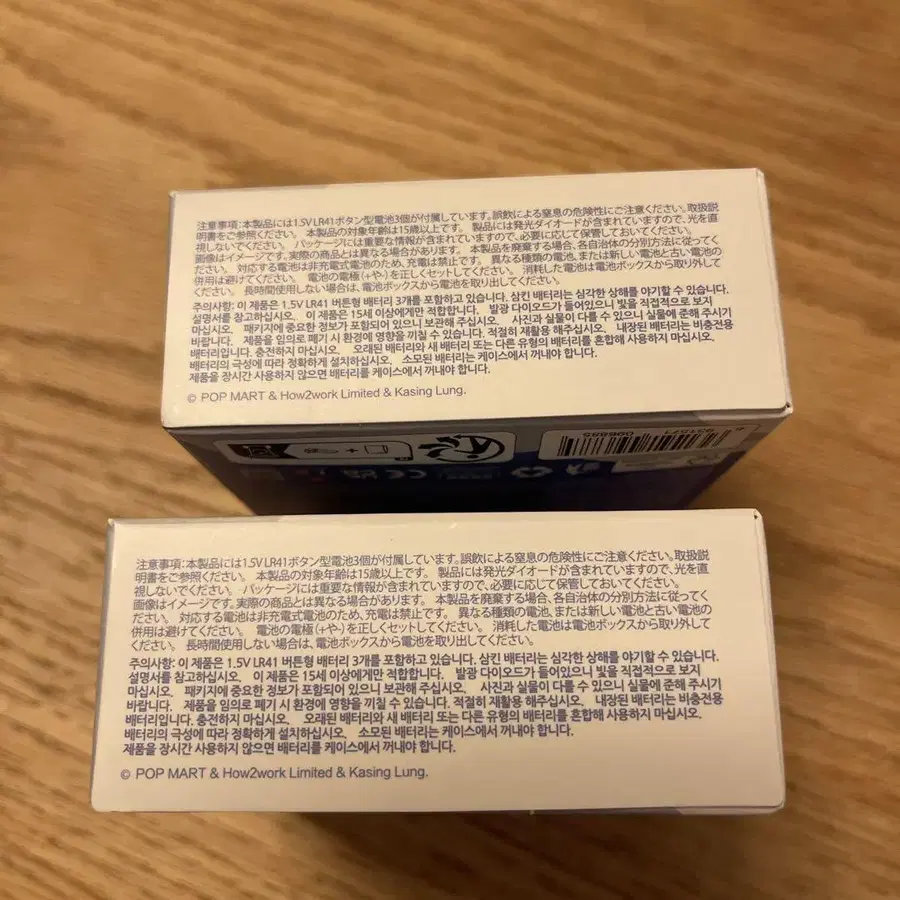 注意事項:本製品には1.5V LR41ボタン型電池3個が付属しています。誤飲による窒息の危険性にご注意ください。取扱説
明書をご参照ください。 本製品の対象年齢は15歳以上です。 製品には発光ダイオードが含まれていますので、光を直
視しないでください。 パッケージには重要な情報が含まれていますので、必要に応じて保管しておいてください。
画像はイメージです。実際の商品とは異なる場合があります。 本製品を廃棄する場合、各自治体の分別方法に従ってく
ださい。 対応する電池は非充電式電池のため、充電は禁止です。 異なる種類の電池、または新しい電池と古い電池の
併用は避けてください。 電池の電極(+や-)を正しくセットしてください。 消耗した電池は電池ボックスから取り外して
ください。 長時間使用しない場合は、電池ボックスから電池を取り出してください。
주의사항: 이 제품은 1.5V LR41 버튼형 배터리 3개를 포함하고 있습니다. 삼킨 배터리는 심각한 상해를 야기할 수 있습니다.
설명서를 참고하십시오. 이 제품은 15세 이상에게만 적합합니다. 발광 다이오드가 들어있으니 빛을 직접적으로 보지
마십시오. 패키지에 중요한 정보가 포함되어 있으니 보관해 주십시오. 사진과 실물이 다를 수 있으니 실물에 준해 주시기
바랍니다. 제품을 임의로 폐기 시 환경에 영향을 끼칠 수 있습니다. 적절히 재활용 해주십시오. 내장된 배터리는 비충전용
배터리입니다. 충전하지 마십시오. 오래된 배터리와 새 배터리 또는 다른 유형의 배터리를 혼합해 사용하지 마십시오.
배터리의 극성에 따라 정확하게 설치하십시오. 소모된 배터리는 케이스에서 꺼내야 합니다.
제품을 장시간 사용하지 않으면 배터리를 케이스에서 꺼내야 합니다.
© POP MART & How2work Limited & Kasing Lung.
6 931571 096885
注意事項:本製品には1.5V LR41ボタン型電池3個が付属しています。誤飲による窒息の危険性にご注意ください。取扱説
明書をご参照ください。 本製品の対象年齢は15歳以上です。 製品には発光ダイオードが含まれていますので、光を直
視しないでください。 パッケージには重要な情報が含まれていますので、必要に応じて保管しておいてください。
画像はイメージです。実際の商品とは異なる場合があります。 本製品を廃棄する場合、各自治体の分別方法に従ってく
ださい。 対応する電池は非充電式電池のため、充電は禁止です。 異なる種類の電池、または新しい電池と古い電池の
併用は避けてください。 電池の電極(+や-)を正しくセットしてください。 消耗した電池は電池ボックスから取り外して
ください。 長時間使用しない場合は、電池ボックスから電池を取り出してください。
주의사항: 이 제품은 1.5V LR41 버튼형 배터리 3개를 포함하고 있습니다. 삼킨 배터리는 심각한 상해를 야기할 수 있습니다.
설명서를 참고하십시오. 이 제품은 15세 이상에게만 적합합니다. 발광 다이오드가 들어있으니 빛을 직접적으로 보지
마십시오. 패키지에 중요한 정보가 포함되어 있으니 보관해 주십시오. 사진과 실물이 다를 수 있으니 실물에 준해 주시기
바랍니다. 제품을 임의로 폐기 시 환경에 영향을 끼칠 수 있습니다. 적절히 재활용 해주십시오. 내장된 배터리는 비충전용
배터리입니다. 충전하지 마십시오. 오래된 배터리와 새 배터리 또는 다른 유형의 배터리를 혼합해 사용하지 마십시오.
배터리의 극성에 따라 정확하게 설치하십시오. 소모된 배터리는 케이스에서 꺼내야 합니다.
제품을 장시간 사용하지 않으면 배터리를 케이스에서 꺼내야 합니다.
© POP MART & How2work Limited & Kasing Lung.